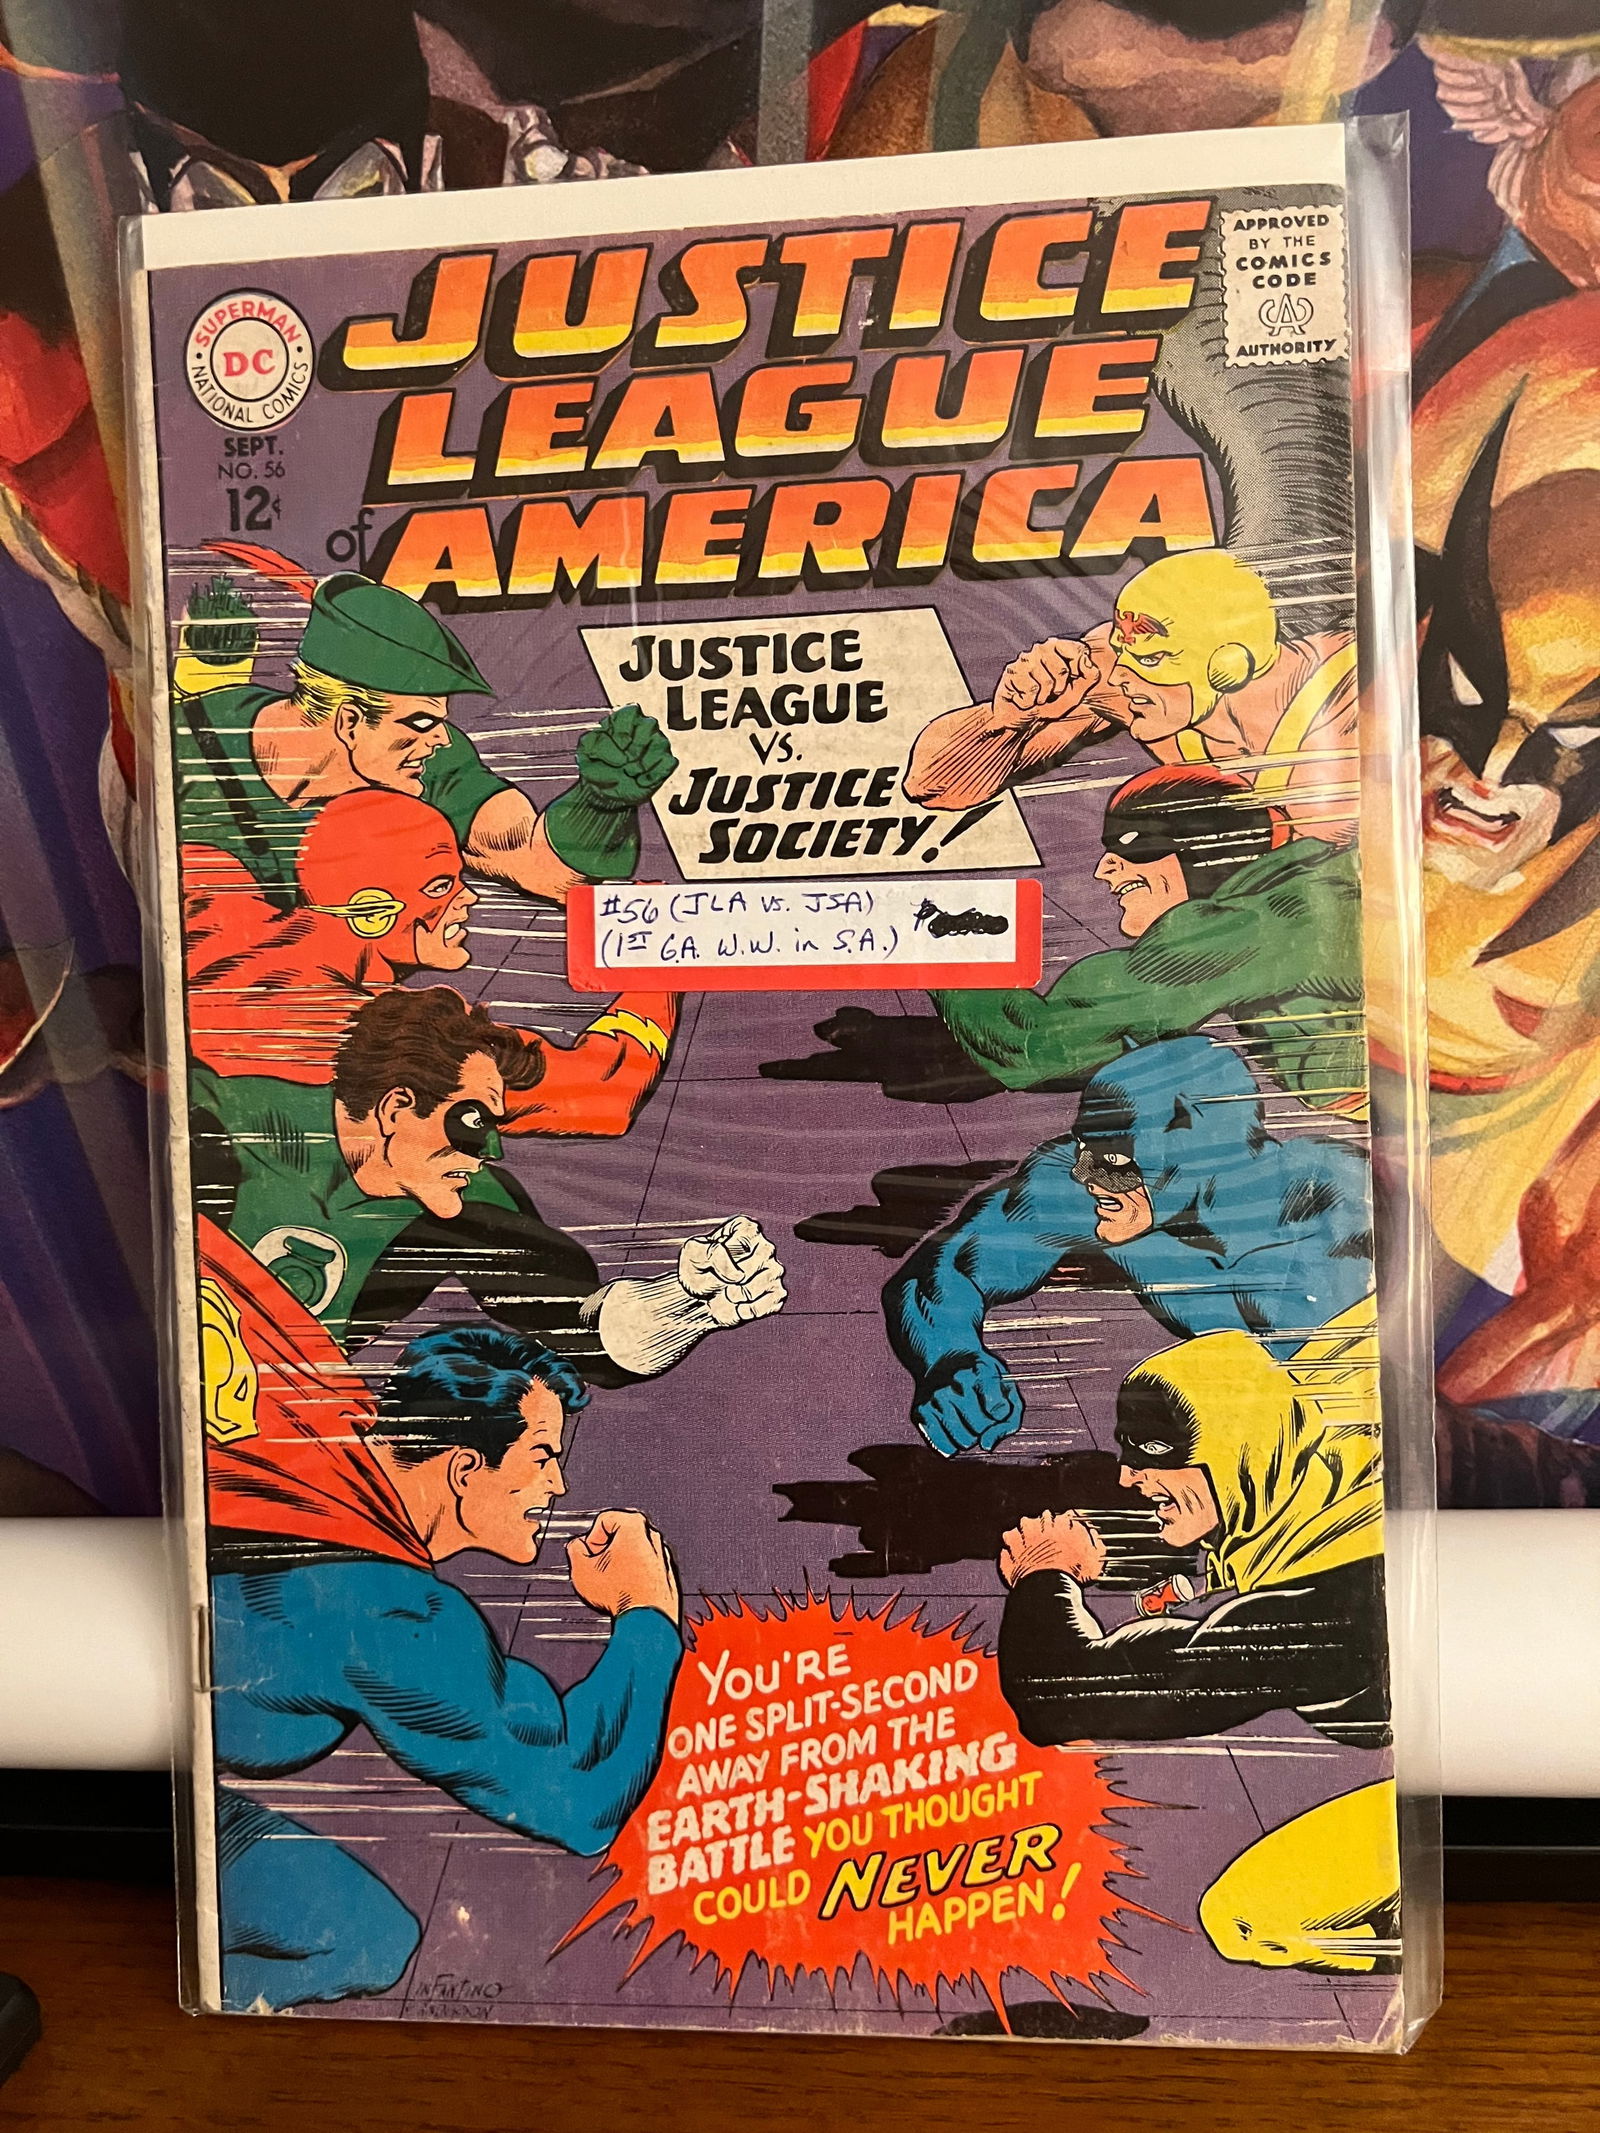 JUSTICE
LEAGUE
of AMERICA
SUPERMAN
DC
NATIONAL COMICS
SEPT.
NO. 56
12¢
APPROVED
BY THE
COMICS
CODE
CA
AUTHORITY
JUSTICE
LEAGUE
VS.
JUSTICE
SOCIETY!
#56 (JLA vs. JSA)
(1ST G.A. W.W. in S.A.)
YOU'RE
ONE SPLIT-SECOND
AWAY FROM THE
EARTH-SHAKING
BATTLE YOU THOUGHT
COULD NEVER
HAPPEN!
INFANTINO